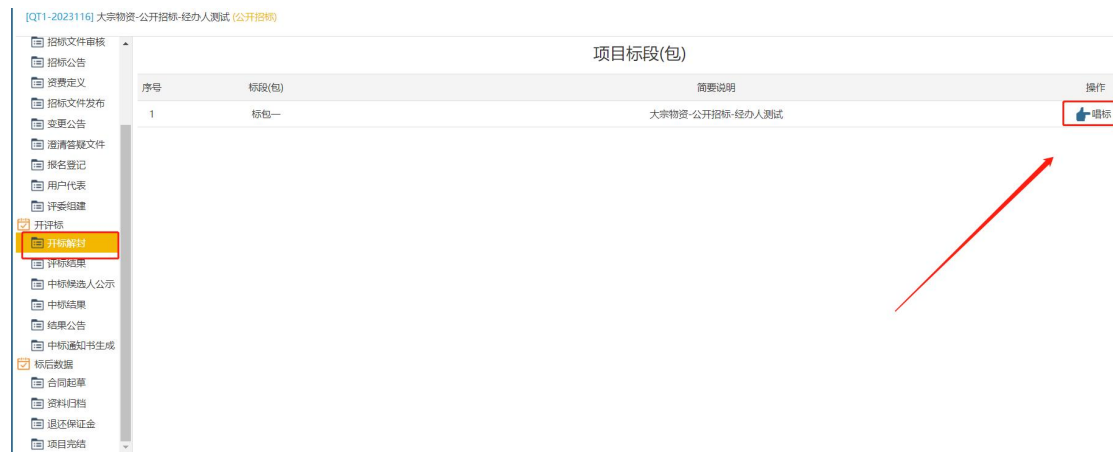 [QT1-2023116] 大宗物资-公开招标-经办人测试 (公开招标)
招标文件审核
招标公告
资费定义
招标文件发布
变更公告
澄清答疑文件
报名登记
用户代表
评委组建
开评标
开标解封
评标结果
中标候选人公示
中标结果
结果公告
中标通知书生成
标后数据
合同起草
资料归档
退还保证金
项目完结
项目标段(包)
序号 标段(包) 简要说明 操作
1 标包一 大宗物资-公开招标-经办人测试 唱标